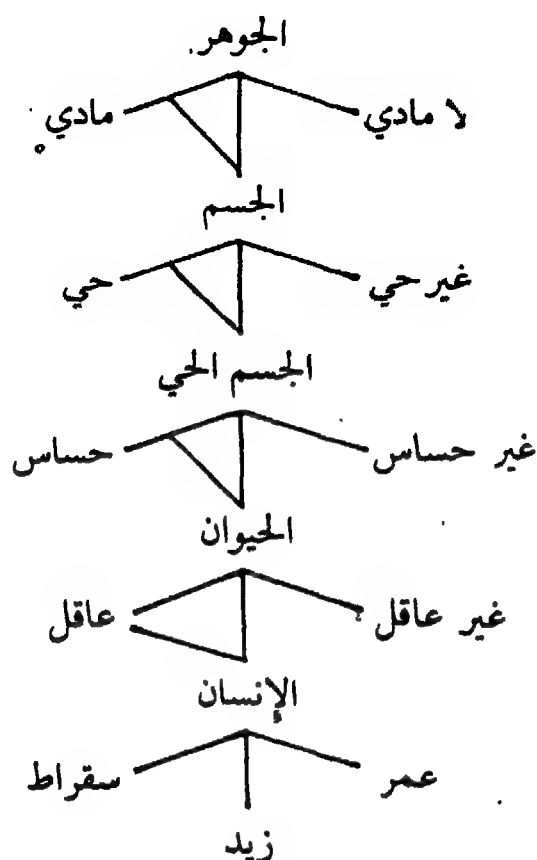 الجوهر
لا مادي مادي
الجسم
غير حي حي
الجسم الحي
غير حساس حساس
الحيوان
غير عاقل عاقل
الإنسان
عمر سقراط
زيد